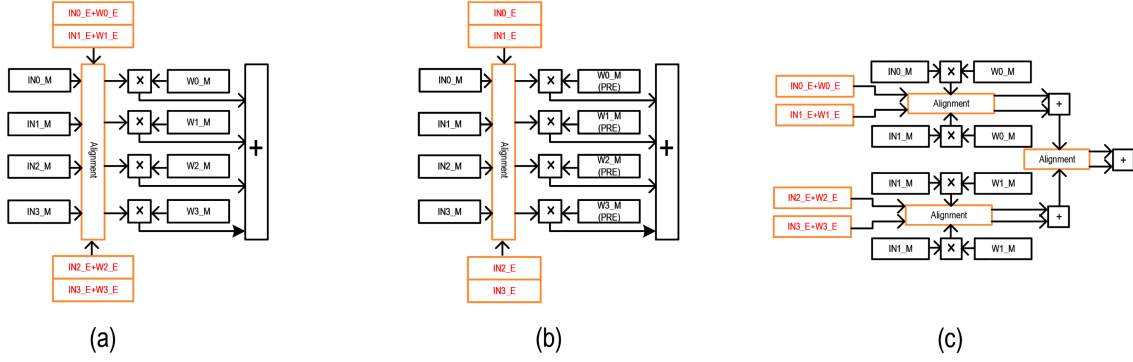 IN0_E+W0_E
IN1_E+W1_E
IN0_M
×
W0_M
IN1_M
×
W1_M
Alignment
+
IN2_M
×
W2_M
IN3_M
×
W3_M
IN2_E+W2_E
IN3_E+W3_E
(a)
IN0_E
IN1_E
IN0_M
×
W0_M
(PRE)
IN1_M
×
W1_M
(PRE)
Alignment
+
IN2_M
×
W2_M
(PRE)
IN3_M
×
W3_M
(PRE)
IN2_E
IN3_E
(b)
IN0_M
×
W0_M
IN0_E+W0_E
Alignment
+
IN1_E+W1_E
IN1_M
×
W0_M
Alignment
+
IN1_M
×
W1_M
IN2_E+W2_E
Alignment
+
IN3_E+W3_E
IN1_M
×
W1_M
(c)